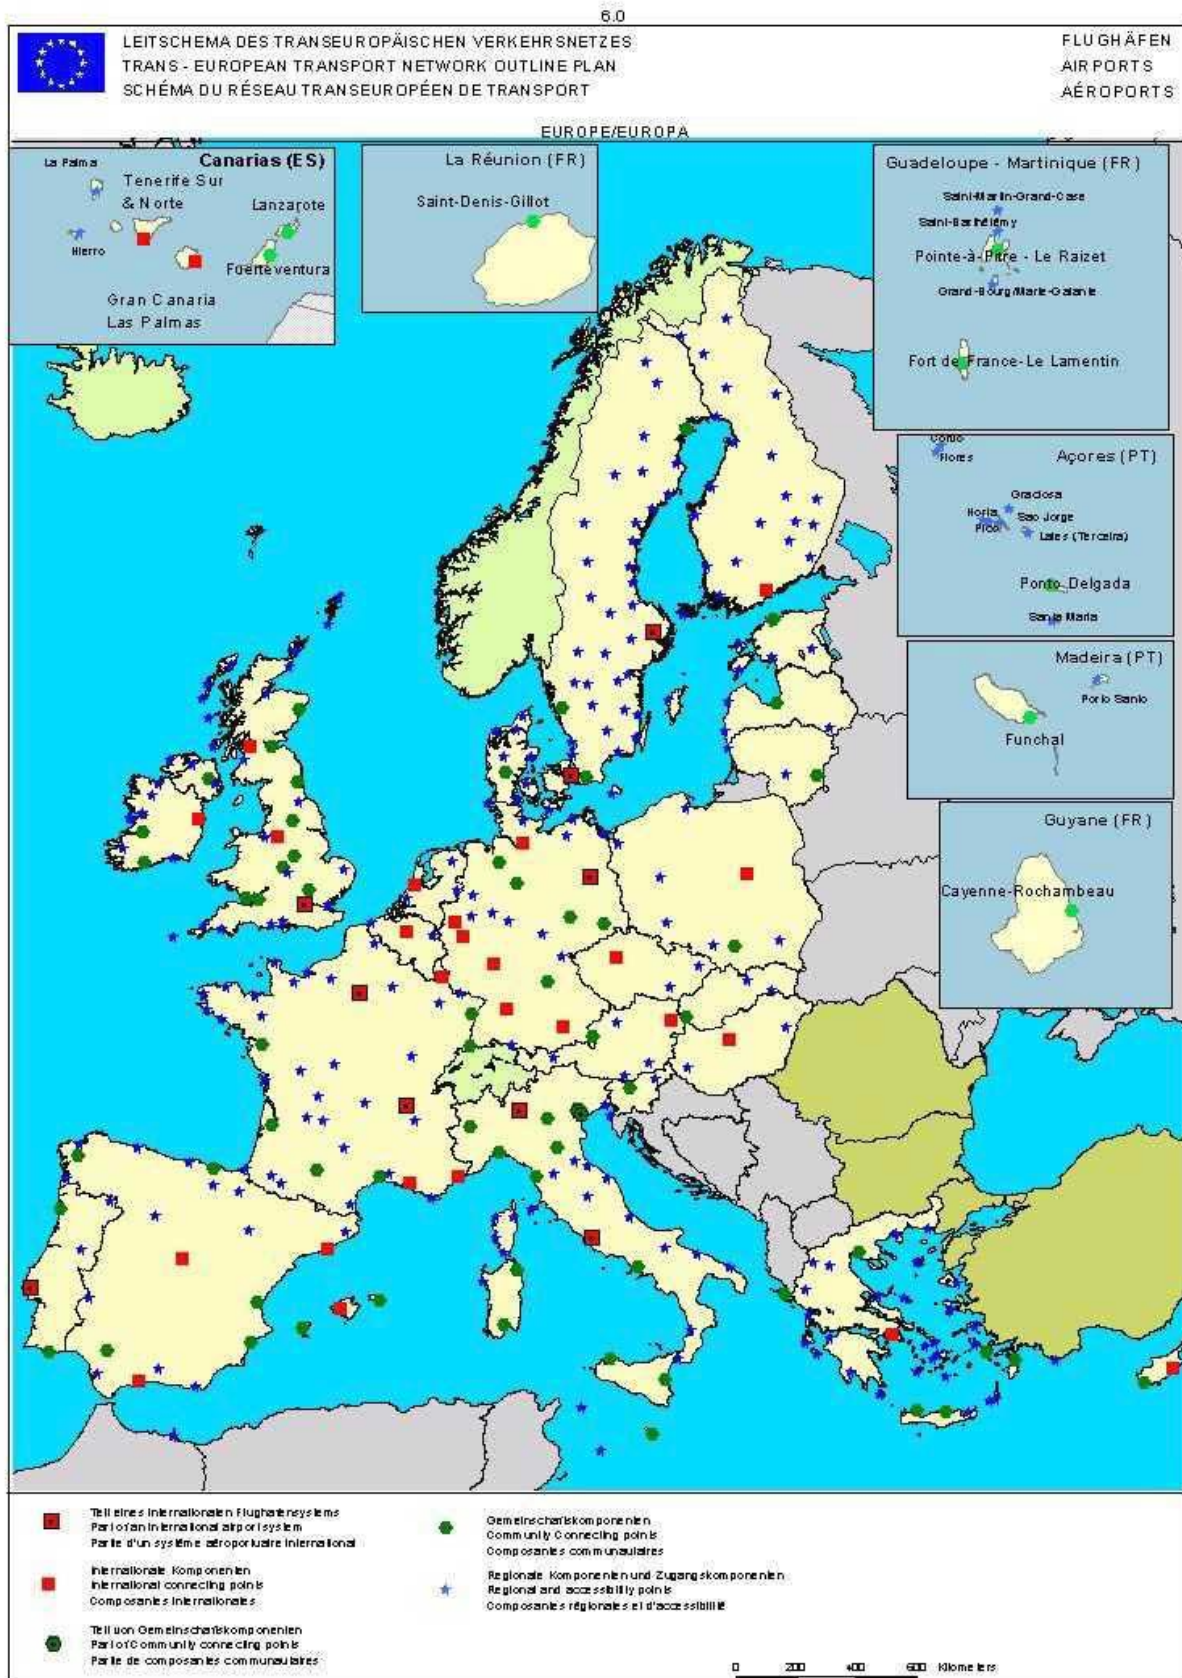 6.0
LEITSCHEMA DES TRANSEUROPÄISCHEN VERKEHRSNETZES
TRANS - EUROPEAN TRANSPORT NETWORK OUTLINE PLAN
SCHÉMA DU RÉSEAU TRANSEUROPÉEN DE TRANSPORT
FLUGHÄFEN
AIRPORTS
AÉROPORTS
EUROPE/EUROPA
Canarias (ES)
La Palma
Tenerife Sur
& Norte
Lanzarote
Hierro
Fuerteventura
Gran Canaria
Las Palmas
La Réunion (FR)
Saint-Denis-Gillot
Guadeloupe - Martinique (FR)
Saint-Martin-Grand-Case
Saint-Barthélémy
Pointe-à-Pitre - Le Raizet
Grand-Bourg/Marie-Galante
Fort de France-Le Lamentin
Corvo
Flores
Açores (PT)
Graciosa
Horta
Sao Jorge
Pico
Lajes (Terceira)
Ponto Delgada
Santa Maria
Madeira (PT)
Porto Santo
Funchal
Guyane (FR)
Cayenne-Rochambeau
Teil eines internationalen Flughafensystems
Part of an international airport system
Partie d'un système aéroportuaire international
Internationale Komponenten
International connecting points
Composantes internationales
Teil von Gemeinschaftskomponenten
Part of Community connecting points
Partie de composantes communautaires
Gemeinschaftskomponenten
Community Connecting points
Composantes communautaires
Regionale Komponenten und Zugangskomponenten
Regional and accessibility points
Composantes régionales et d'accessibilité
0 200 400 600 Kilometers